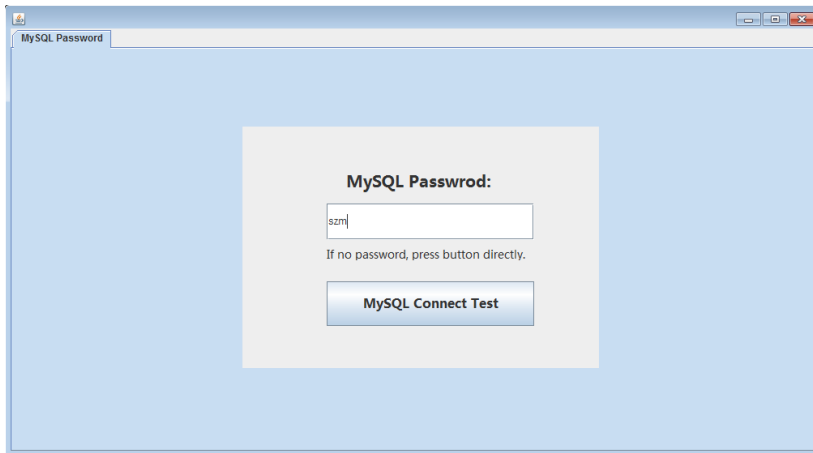 MySQL Password
MySQL Passwrod:
szm
If no password, press button directly.
MySQL Connect Test